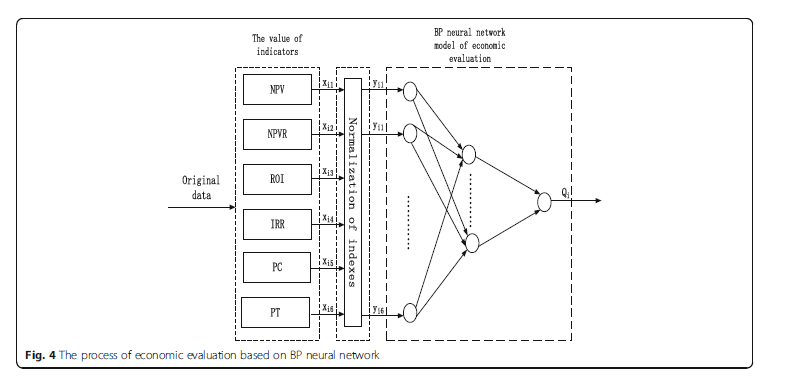 The value of
indicators
BP neural network
model of economic
evaluation
Original
data
NPV
NPVR
ROI
IRR
PC
PT
xi1
xi2
xi3
xi4
xi5
xi6
Normalization of indexes
yi1
yi1
yi6
Qi
Fig. 4 The process of economic evaluation based on BP neural network